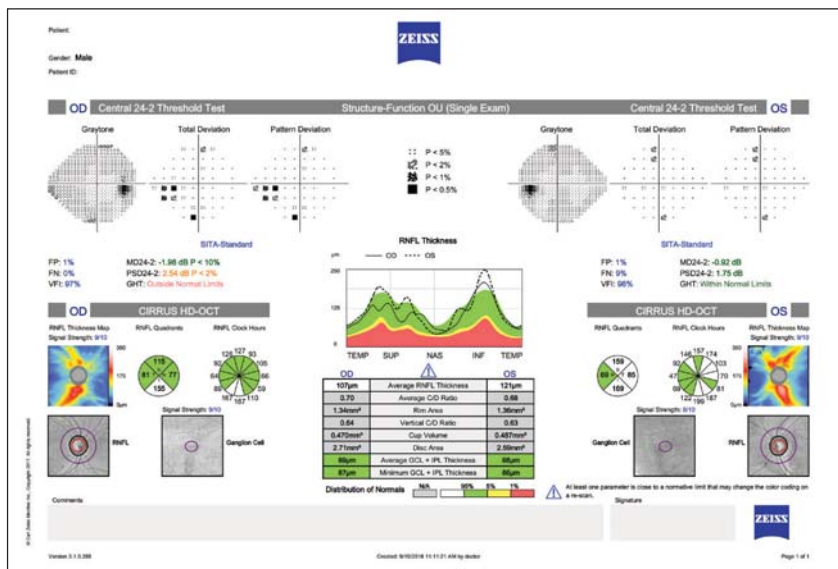 Patient:
ZEISS
Gender: Male
Patient ID:
OD Central 24-2 Threshold Test Structure-Function OU (Single Exam) Central 24-2 Threshold Test OS
Graytone Total Deviation Pattern Deviation Graytone Total Deviation Pattern Deviation
P < 5%
P < 2%
P < 1%
P < 0.5%
SITA-Standard SITA-Standard
FP: 1% MD24-2: -1.98 dB P < 10% FP: 1% MD24-2: -0.92 dB
FN: 0% PSD24-2: 2.54 dB P < 2% FN: 9% PSD24-2: 1.75 dB
VFI: 97% GHT: Outside Normal Limits VFI: 98% GHT: Within Normal Limits
RNFL Thickness
µm OD OS
200
125
0
TEMP SUP NAS INF TEMP
OD CIRRUS HD-OCT CIRRUS HD-OCT OS
RNFL Thickness Map RNFL Quadrants RNFL Clock Hours RNFL Quadrants RNFL Clock Hours RNFL Thickness Map
Signal Strength: 9/10 Signal Strength: 9/10
115
81 77
155
159
85
169
Signal Strength: 9/10 Signal Strength: 9/10
RNFL Ganglion Cell Ganglion Cell RNFL
OD OS
107µm Average RNFL Thickness 121µm
0.70 Average C/D Ratio 0.68
1.34mm² Rim Area 1.36mm²
0.64 Vertical C/D Ratio 0.63
0.470mm³ Cup Volume 0.487mm³
2.71mm² Disc Area 2.59mm²
Average GCL + IPL Thickness
87µm Minimum GCL + IPL Thickness
Distribution of Normals N/A 95% 5% 1%
At least one parameter is close to a normative limit that may change the color coding on
a re-scan.
Comments Signature
ZEISS
Created: by doctor Page 1 of 1